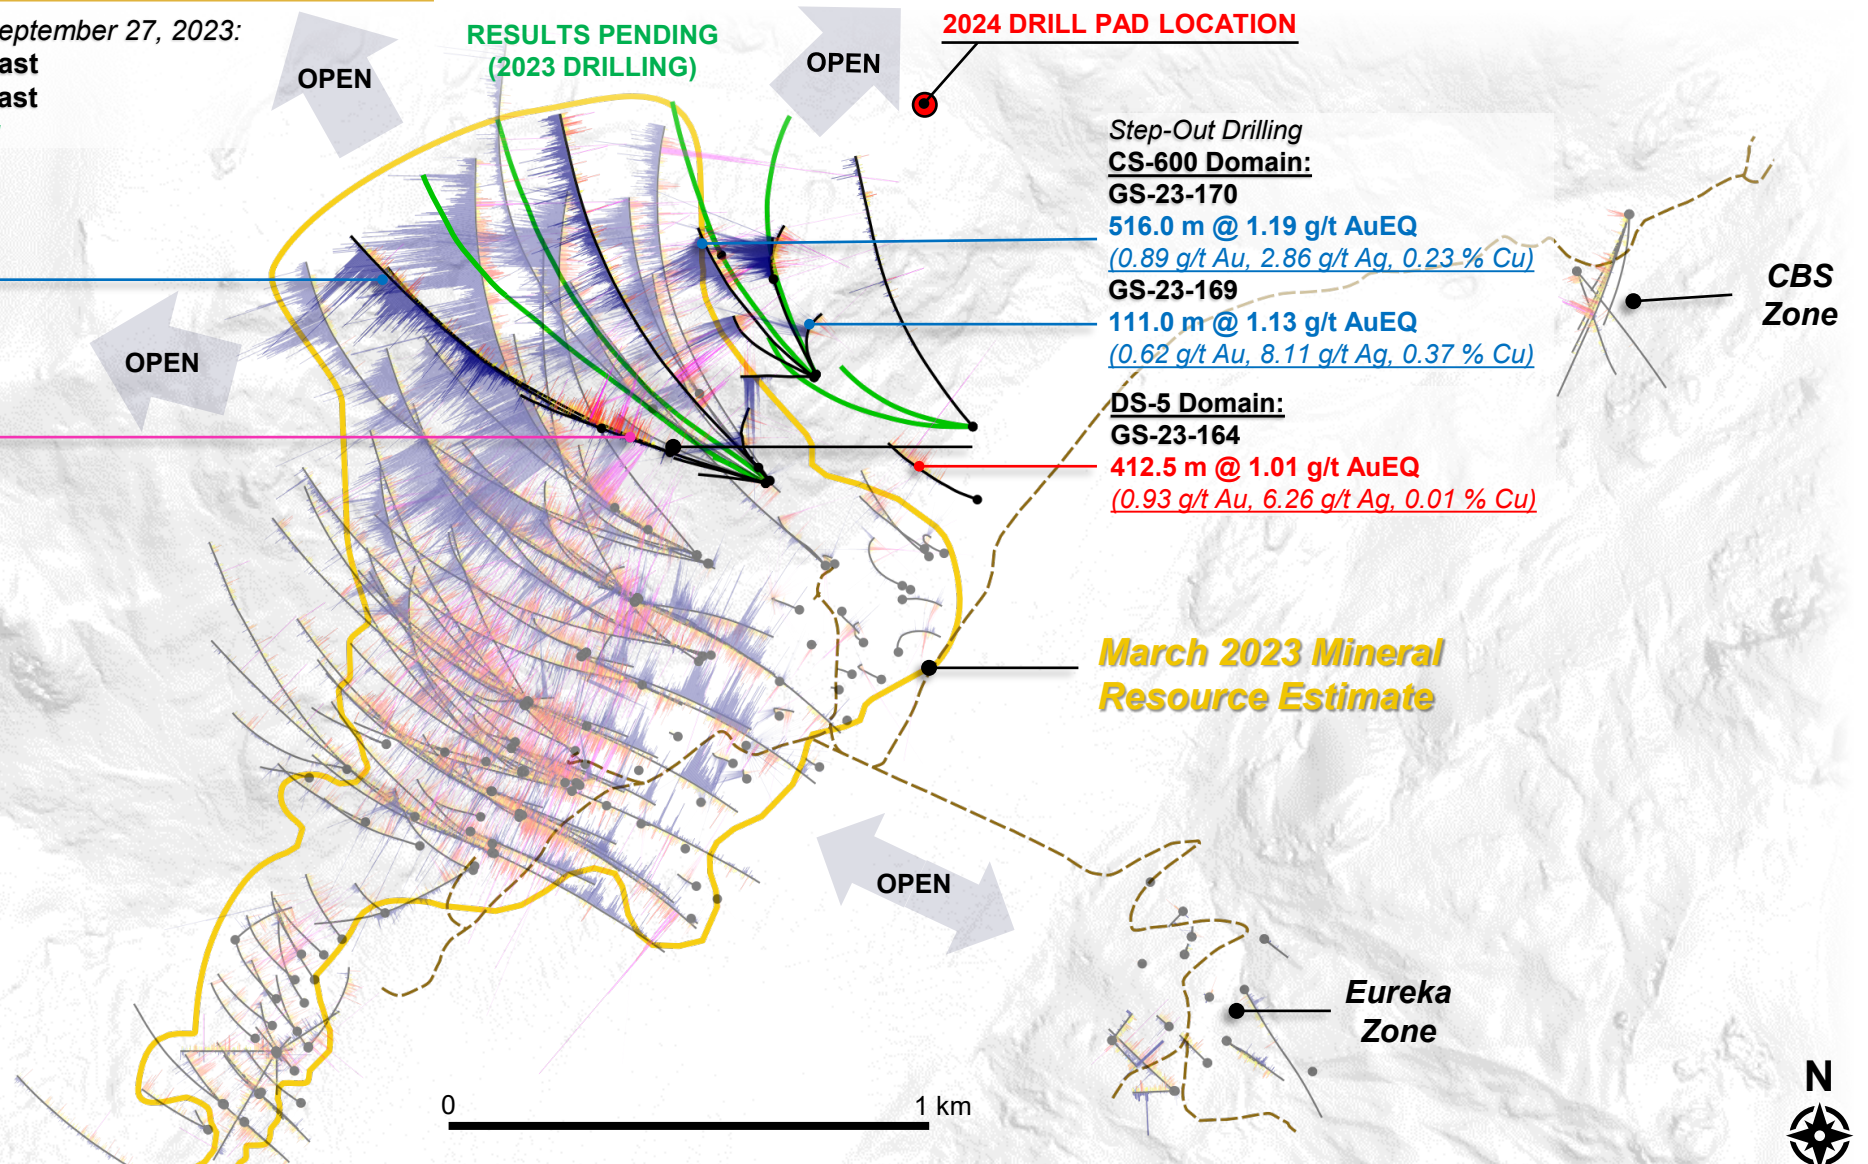 eptember 27, 2023:
ast
ast
OPEN
RESULTS PENDING
(2023 DRILLING)
OPEN
2024 DRILL PAD LOCATION
Step-Out Drilling
CS-600 Domain:
GS-23-170
516.0 m @ 1.19 g/t AuEQ
(0.89 g/t Au, 2.86 g/t Ag, 0.23 % Cu)
GS-23-169
111.0 m @ 1.13 g/t AuEQ
(0.62 g/t Au, 8.11 g/t Ag, 0.37 % Cu)
DS-5 Domain:
GS-23-164
412.5 m @ 1.01 g/t AuEQ
(0.93 g/t Au, 6.26 g/t Ag, 0.01 % Cu)
CBS
Zone
OPEN
March 2023 Mineral
Resource Estimate
OPEN
Eureka
Zone
0
1 km
N